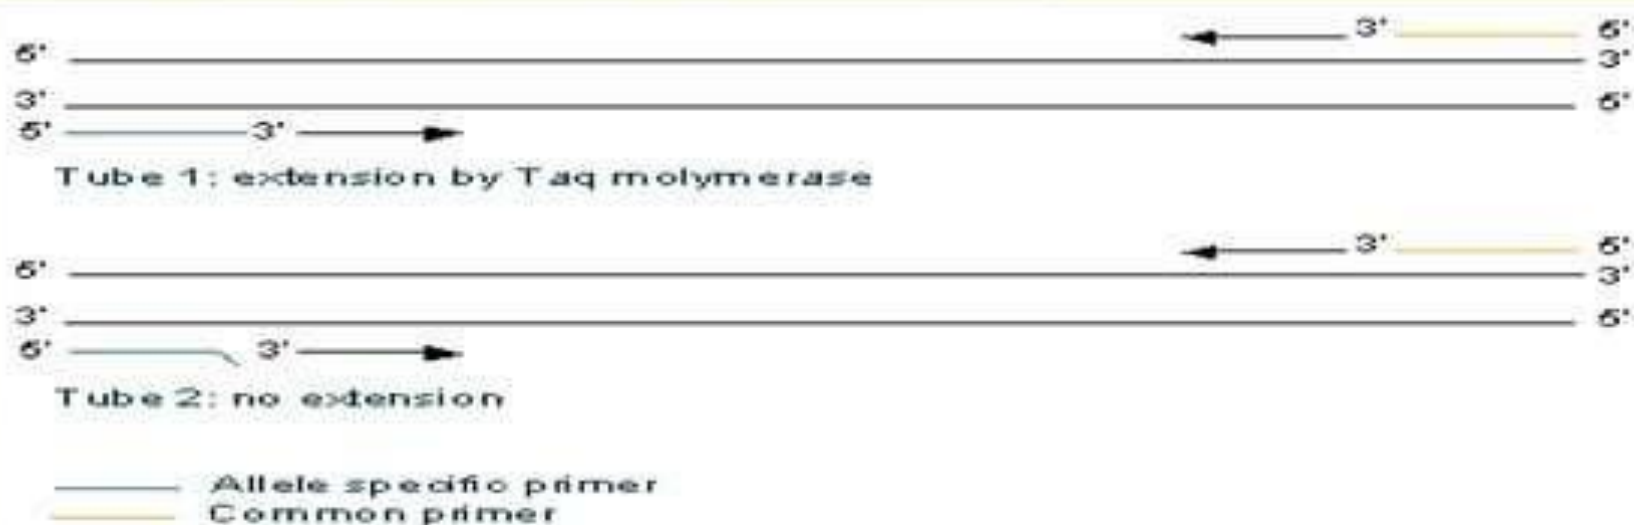 3' 5'
5' 3'
3' 5'
5' 3'
Tube 1: extension by Taq molymerase
3' 5'
5' 3'
3' 5'
5' 3'
Tube 2: no extension
Allele specific primer
Common primer